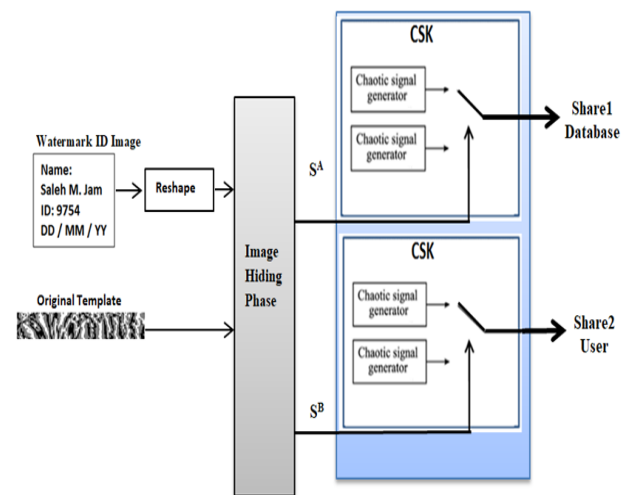 CSK
Chaotic signal
generator
Chaotic signal
generator
Share1
Database
Watermark ID Image
Name:
Saleh M. Jam
ID: 9754
DD / MM / YY
Reshape
S^A
Image
Hiding
Phase
Original Template
CSK
Chaotic signal
generator
Chaotic signal
generator
Share2
User
S^B